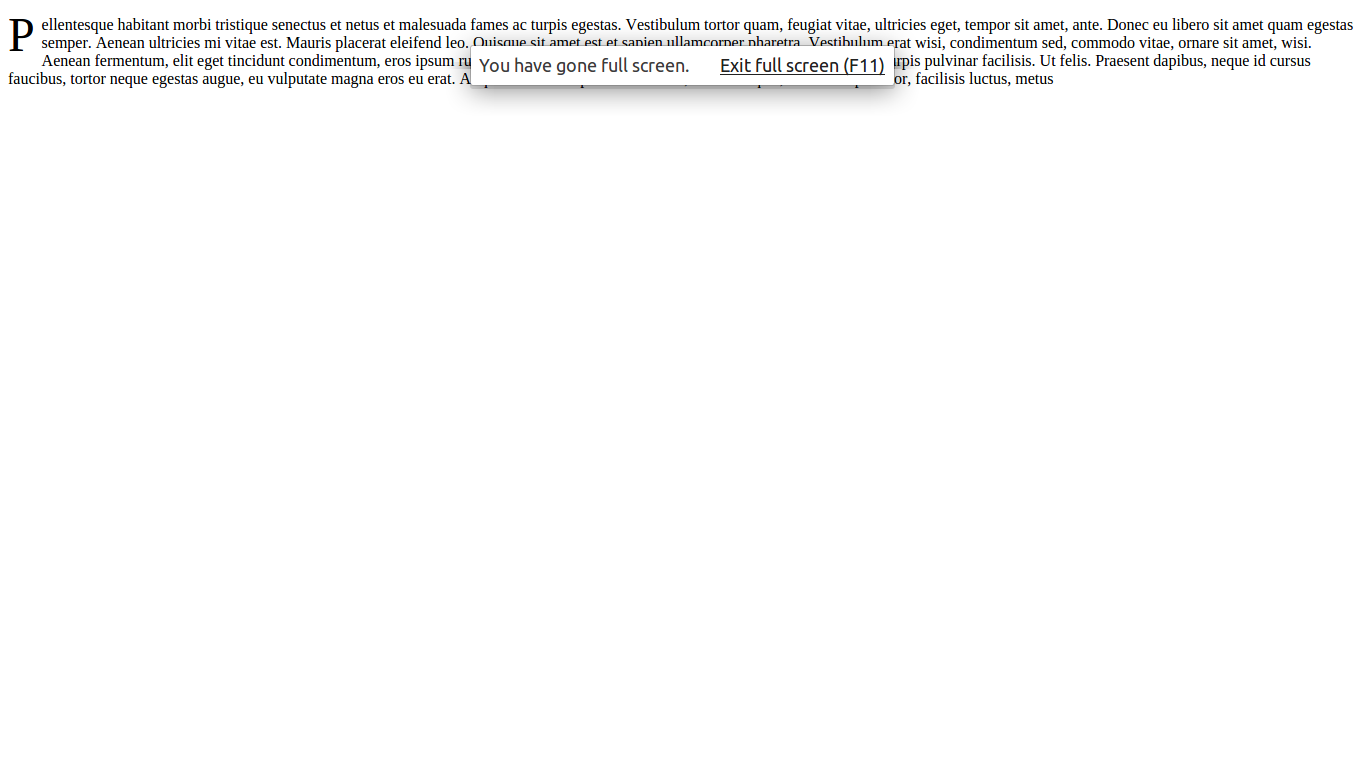 Pellentesque habitant morbi tristique senectus et netus et malesuada fames ac turpis egestas. Vestibulum tortor quam, feugiat vitae, ultricies eget, tempor sit amet, ante. Donec eu libero sit amet quam egestas
semper. Aenean ultricies mi vitae est. Mauris placerat eleifend leo. Quisque sit amet est et sapien ullamcorper pharetra. Vestibulum erat wisi, condimentum sed, commodo vitae, ornare sit amet, wisi.
Aenean fermentum, elit eget tincidunt condimentum, eros ipsum pulvinar facilisis. Ut felis. Praesent dapibus, neque id cursus
faucibus, tortor neque egestas augue, eu vulputate magna eros eu erat. facilisis luctus, metus
You have gone full screen. Exit full screen (F11)